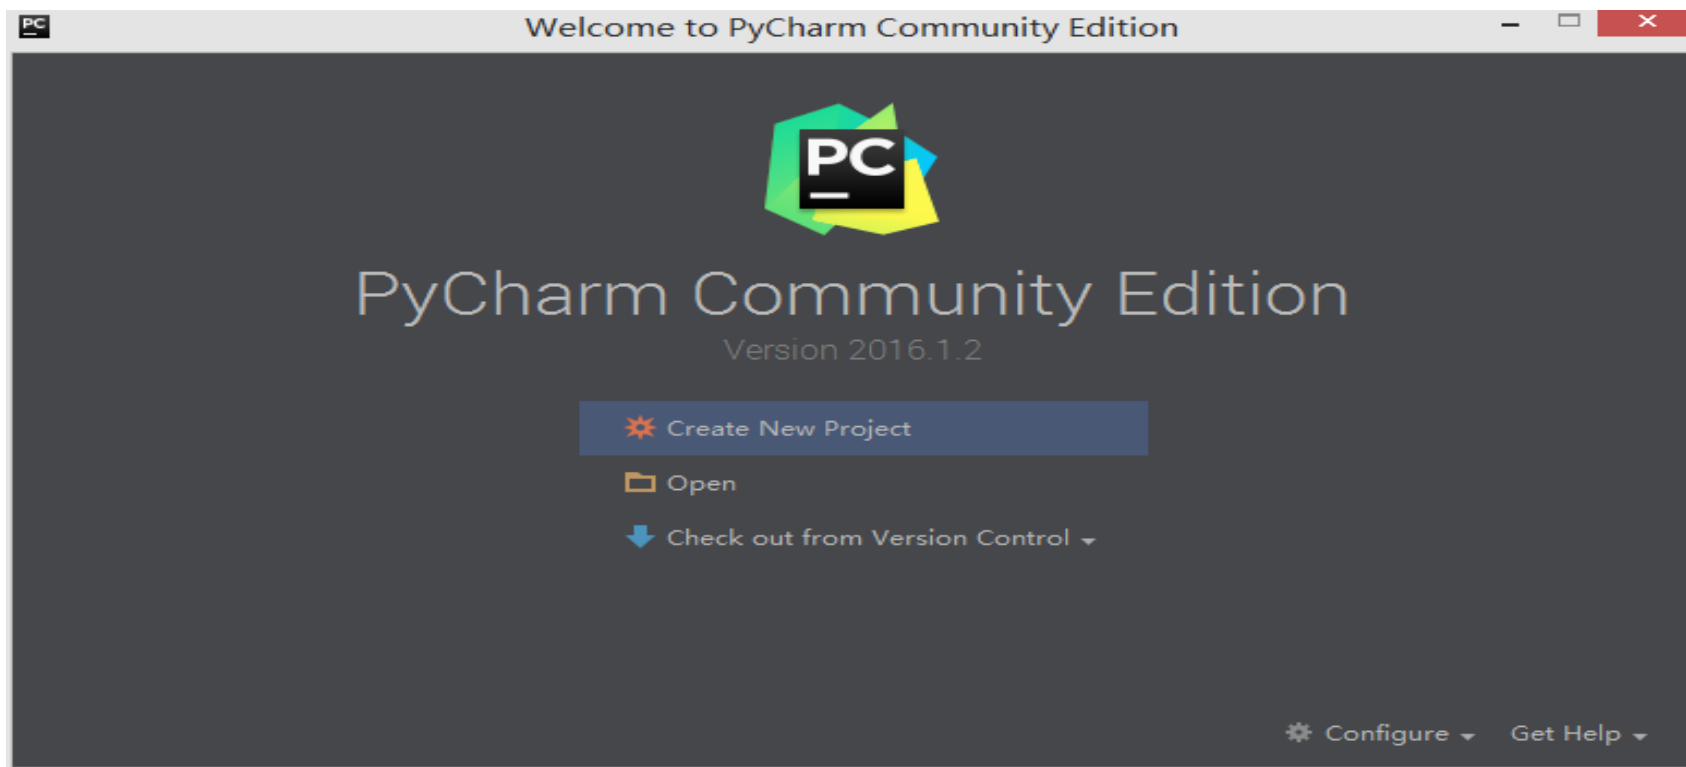 PC
Welcome to PyCharm Community Edition
PC
PyCharm Community Edition
Version 2016.1.2
Create New Project
Open
Check out from Version Control
Configure
Get Help